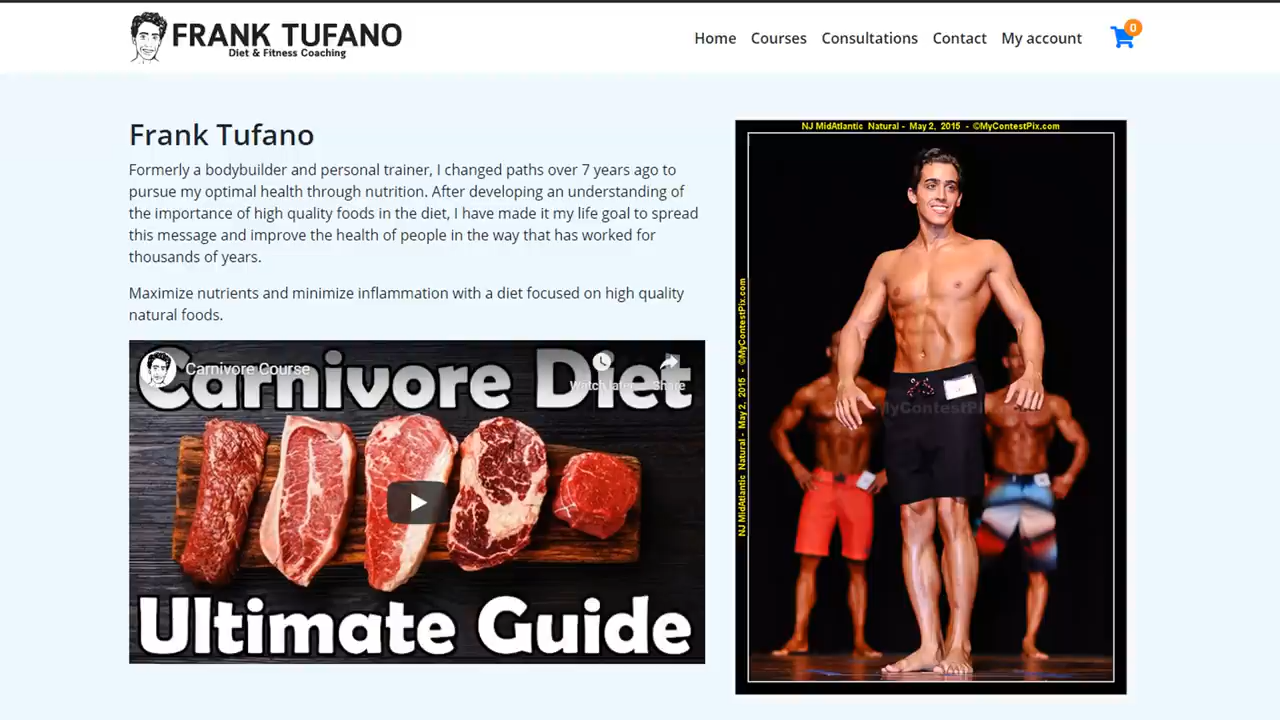 FRANK TUFANO
Diet & Fitness Coaching
Home Courses Consultations Contact My account 0
Frank Tufano
Formerly a bodybuilder and personal trainer, I changed paths over 7 years ago to
pursue my optimal health through nutrition. After developing an understanding of
the importance of high quality foods in the diet, I have made it my life goal to spread
this message and improve the health of people in the way that has worked for
thousands of years.
Maximize nutrients and minimize inflammation with a diet focused on high quality
natural foods.
Carnivore Course
Watch later Share
Carnivore Diet
Ultimate Guide
NJ MidAtlantic Natural - May 2, 2015 - ©MyContestPix.com
NJ MidAtlantic Natural - May 2, 2015 - ©MyContestPix.com